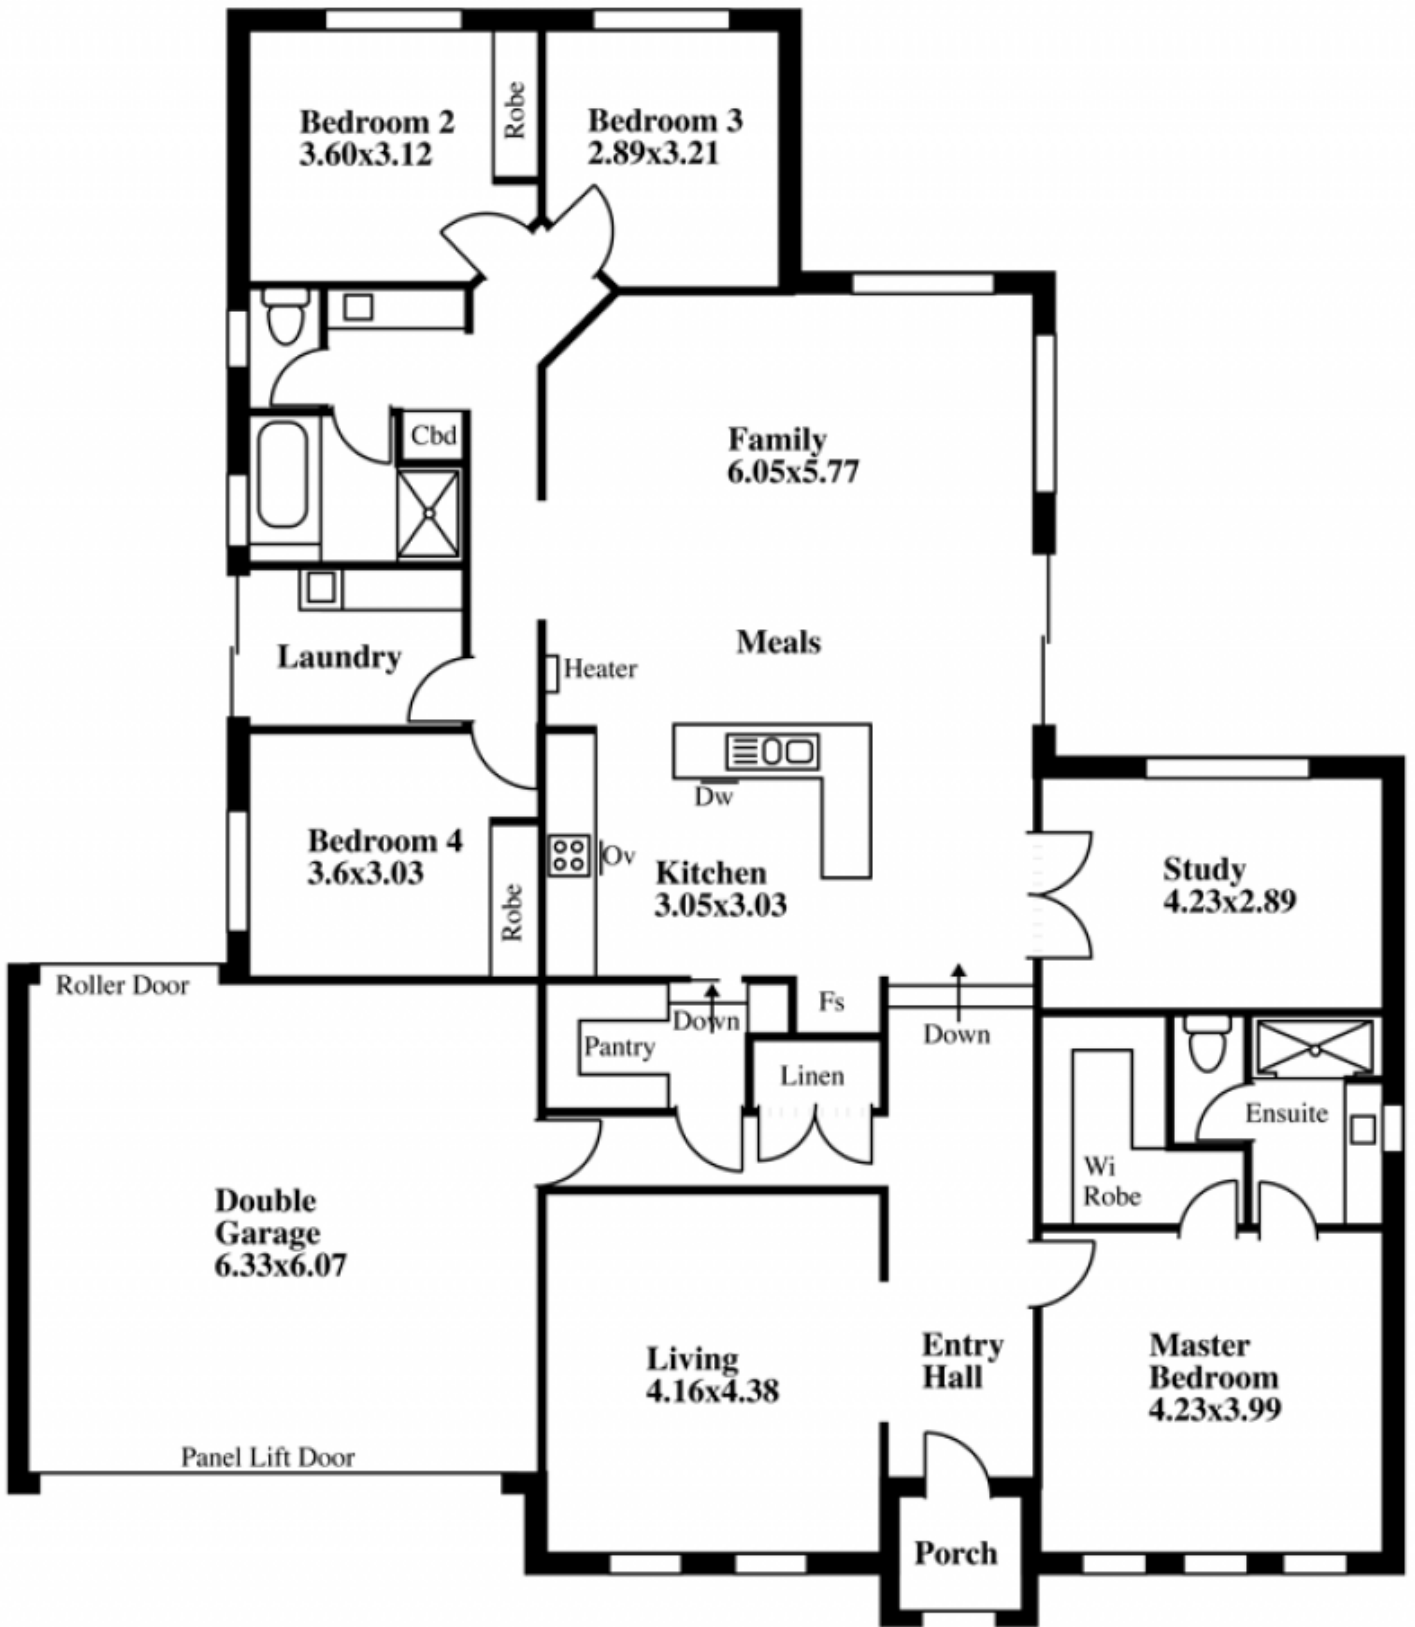 Bedroom 2
3.60x3.12
Robe
Bedroom 3
2.89x3.21
Cbd
Family
6.05x5.77
Laundry
Heater
Meals
Dw
Bedroom 4
3.6x3.03
Robe
Ov
Kitchen
3.05x3.03
Study
4.23x2.89
Roller Door
Fs
Down
Down
Pantry
Linen
Ensuite
Wi
Robe
Double
Garage
6.33x6.07
Living
4.16x4.38
Entry
Hall
Master
Bedroom
4.23x3.99
Panel Lift Door
Porch